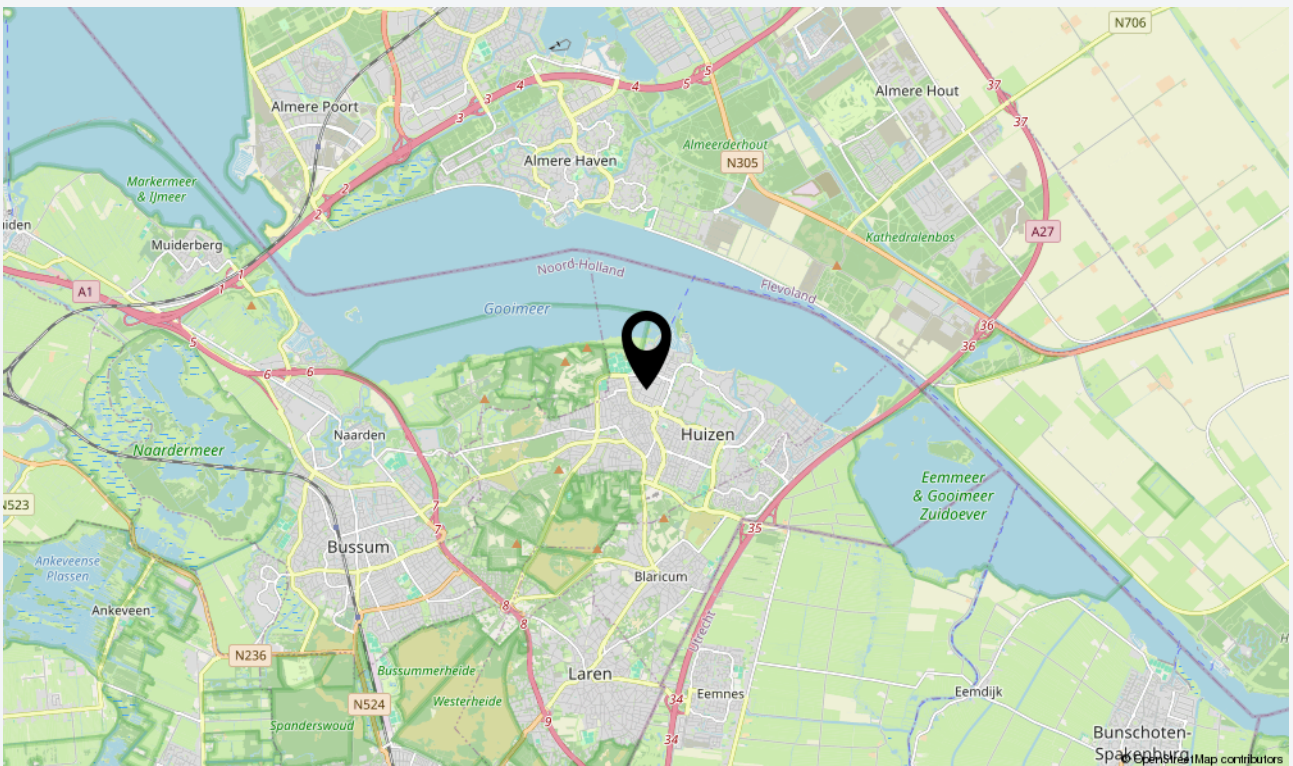 N706
37
Almere Hout
5
4
4
5
3
37
Almere Poort
3
Almeerderhout
Almere Haven
N305
Markermeer
& IJmeer
2
2
iden
A27
Kathedralenbos
Muiderberg
Noord-Holland
1
1
A1
Flevoland
Gooimeer
36
36
5
6
6
Naarden
Huizen
Naardermeer
Eemmeer
& Gooimeer
Zuidoever
N523
7
7
35
Bussum
Ankeveense
Plassen
Blaricum
Ankeveen
8
8
Utrecht
N236
Bussummerheide
Laren
Westerheide
34
Eemnes
Eemdijk
N524
Spanderswoud
9
34
Bunschoten-
Spakenburg
© OpenStreetMap contributors